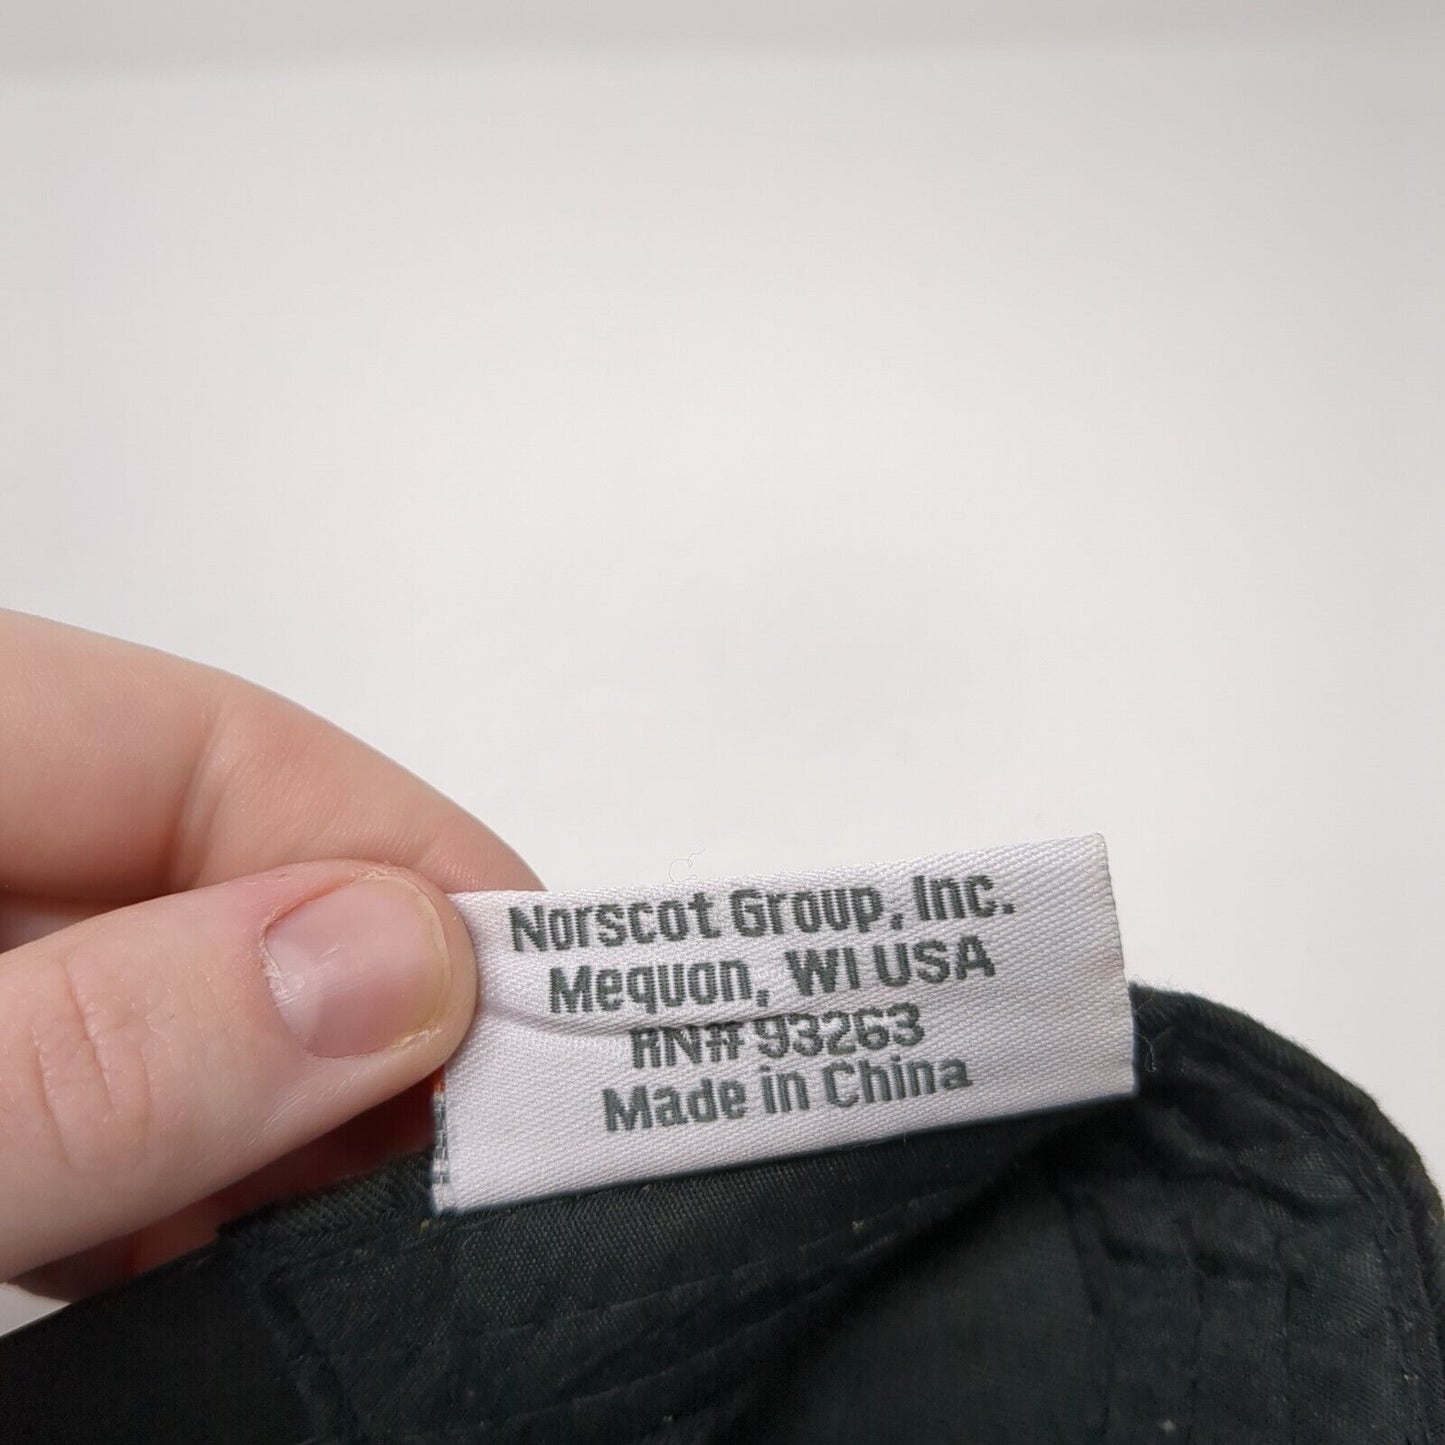 Norscot Group, Inc.
Mequon, WI USA
RN# 93263
Made in China